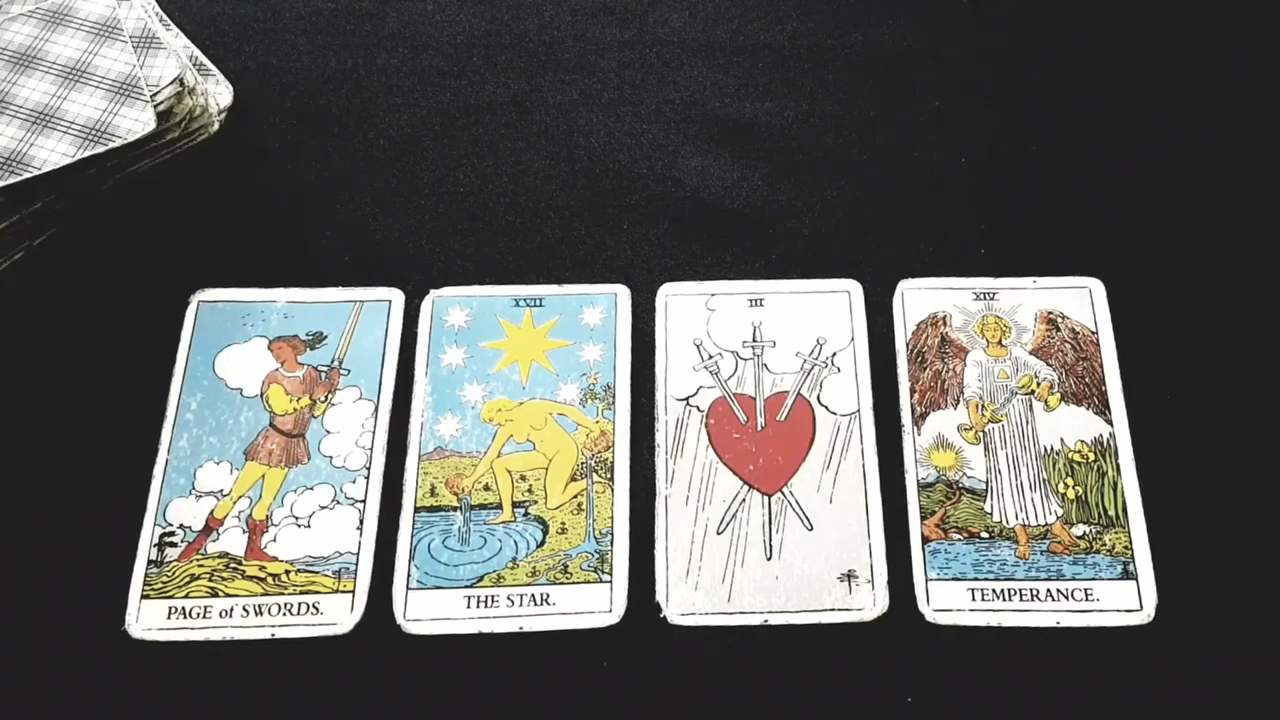 PAGE of SWORDS.
XVII
THE STAR.
III
XIV
TEMPERANCE.